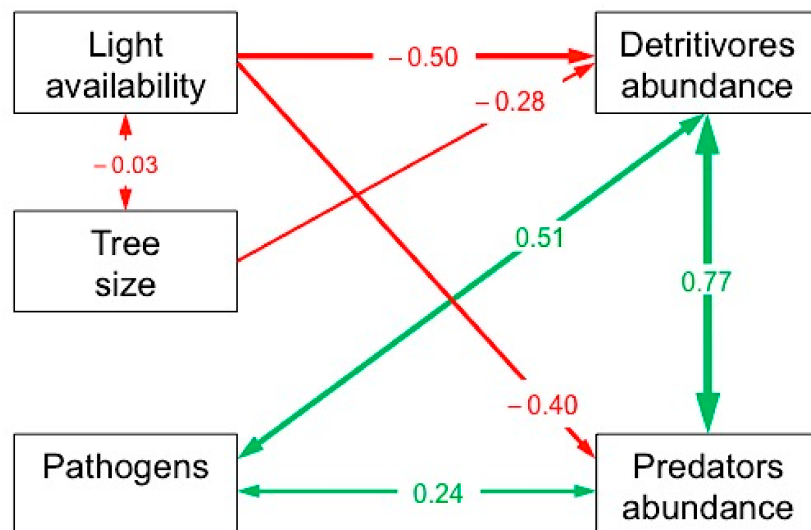 Light
availability
Detritivores
abundance
– 0.50
– 0.28
– 0.03
Tree
size
0.51
0.77
– 0.40
Pathogens
Predators
abundance
0.24